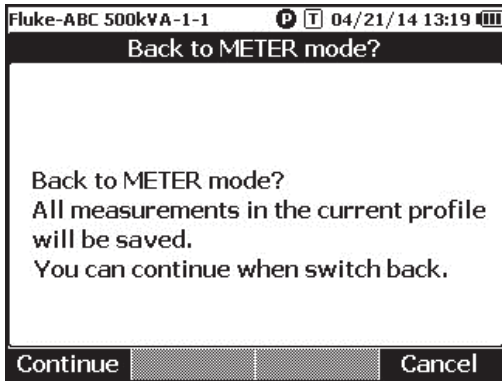 Fluke-ABC 500kVA-1-1 P T 04/21/14 13:19
Back to METER mode?
Back to METER mode?
All measurements in the current profile
will be saved.
You can continue when switch back.
Continue Cancel